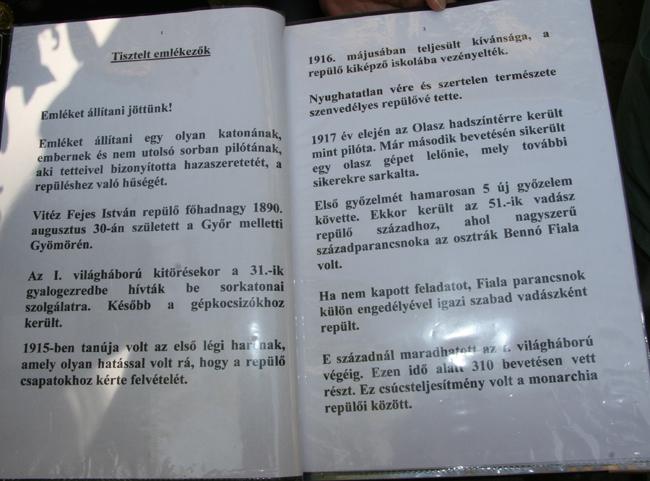 1
Tisztelt emlékezők
Emléket állítani jöttünk!
Emléket állítani egy olyan katonának,
embernek és nem utolsó sorban pilótának,
aki tetteivel bizonyította hazaszeretetét, a
repüléshez való hűségét.
Vitéz Fejes István repülő főhadnagy 1890.
augusztus 30-án született a Győr melletti
Gyömörén.
Az I. világháború kitörésekor a 31.-ik
gyalogezredbe hívták be sorkatonai
szolgálatra. Később a gépkocsizókhoz
került.
1915-ben tanúja volt az első légi harcnak,
amely olyan hatással volt rá, hogy a repülő
csapatokhoz kérte felvételét.
2
1916. májusában teljesült kívánsága, a
repülő kiképző iskolába vezényelték.
Nyughatatlan vére és szertelen természete
szenvedélyes repülővé tette.
1917 év elején az Olasz hadszíntérre került
mint pilóta. Már második bevetésén sikerült
egy olasz gépet lelőnie, mely további
sikerekre sarkalta.
Első győzelmét hamarosan 5 új győzelem
követte. Ekkor került az 51.-ik vadász
repülő századhoz, ahol nagyszerű
századparancsnoka az osztrák Bennó Fiala
volt.
Ha nem kapott feladatot, Fiala parancsnok
külön engedélyével igazi szabad vadászként
repült.
E századnál maradhatott az I. világháború
végéig. Ezen idő alatt 310 bevetésen vett
részt. Ez csúcsteljesítmény volt a monarchia
repülői között.